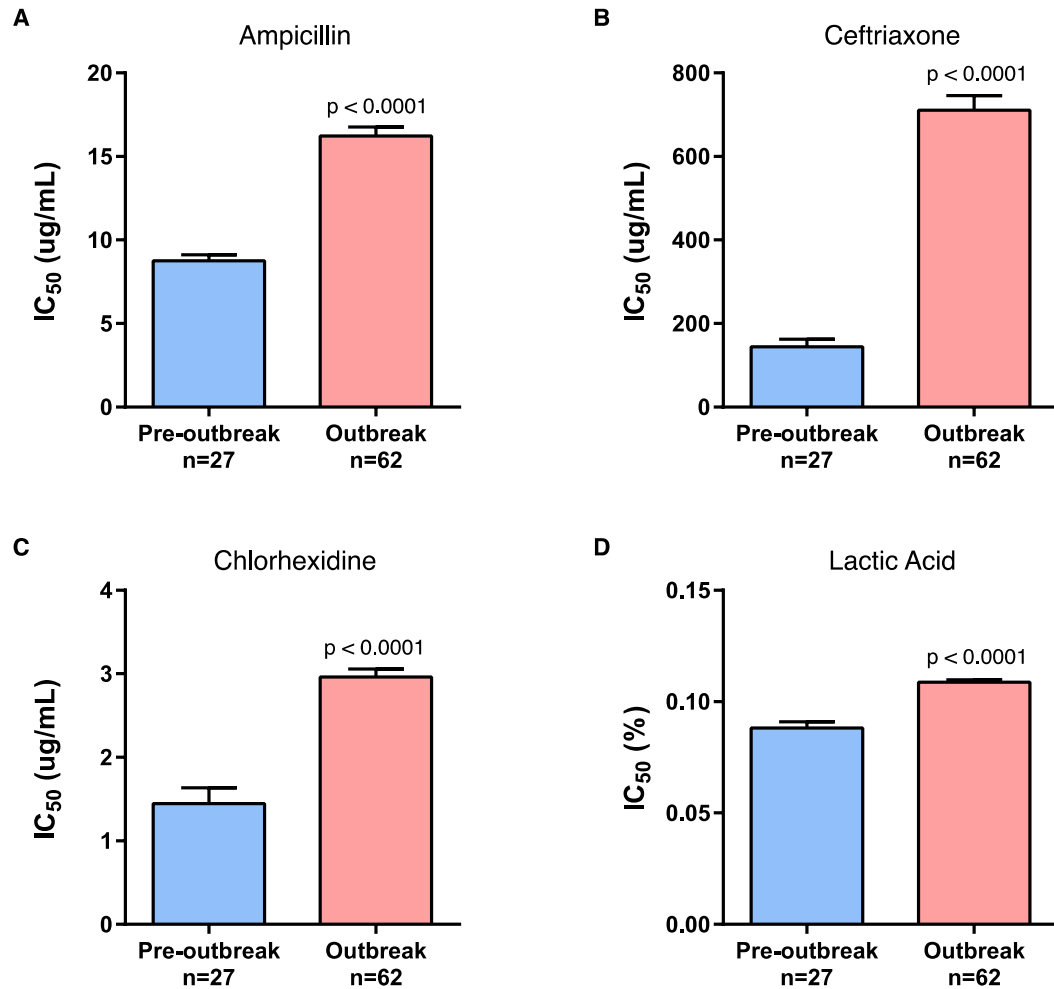 A
Ampicillin
20
15
10
5
0
IC50 (ug/mL)
p < 0.0001
Pre-outbreak
n=27
Outbreak
n=62
B
Ceftriaxone
800
600
400
200
0
IC50 (ug/mL)
p < 0.0001
Pre-outbreak
n=27
Outbreak
n=62
C
Chlorhexidine
4
3
2
1
0
IC50 (ug/mL)
p < 0.0001
Pre-outbreak
n=27
Outbreak
n=62
D
Lactic Acid
0.15
0.10
0.05
0.00
IC50 (%)
p < 0.0001
Pre-outbreak
n=27
Outbreak
n=62